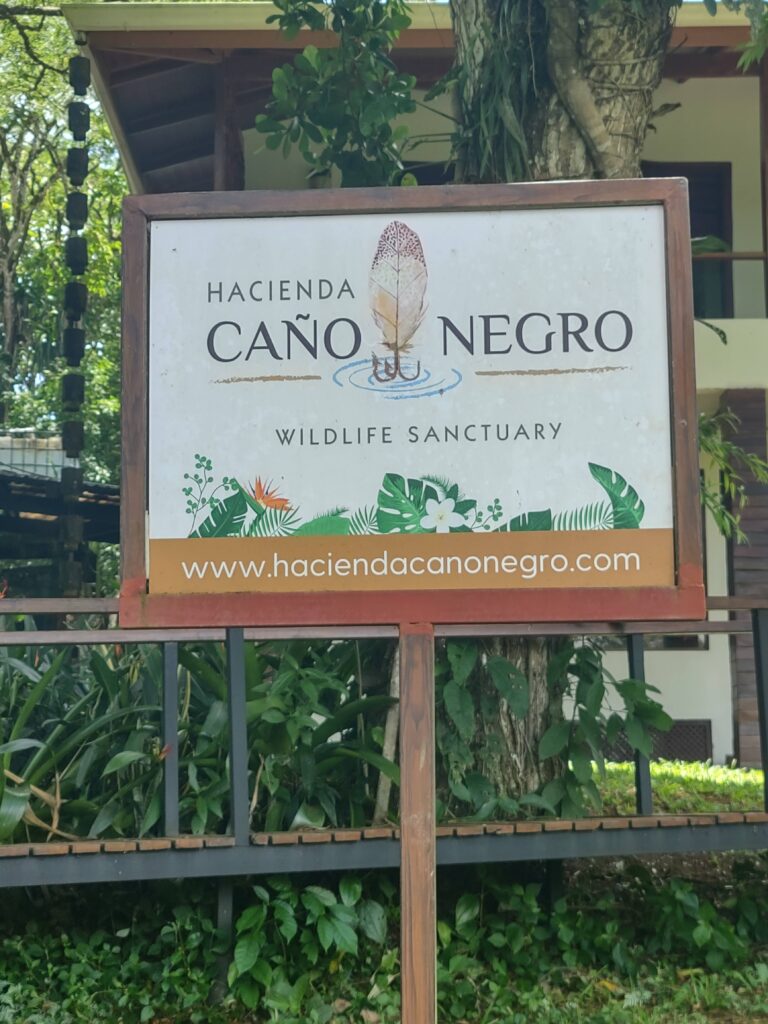 HACIENDA
CAÑO NEGRO
WILDLIFE SANCTUARY
www.haciendacanonegro.com